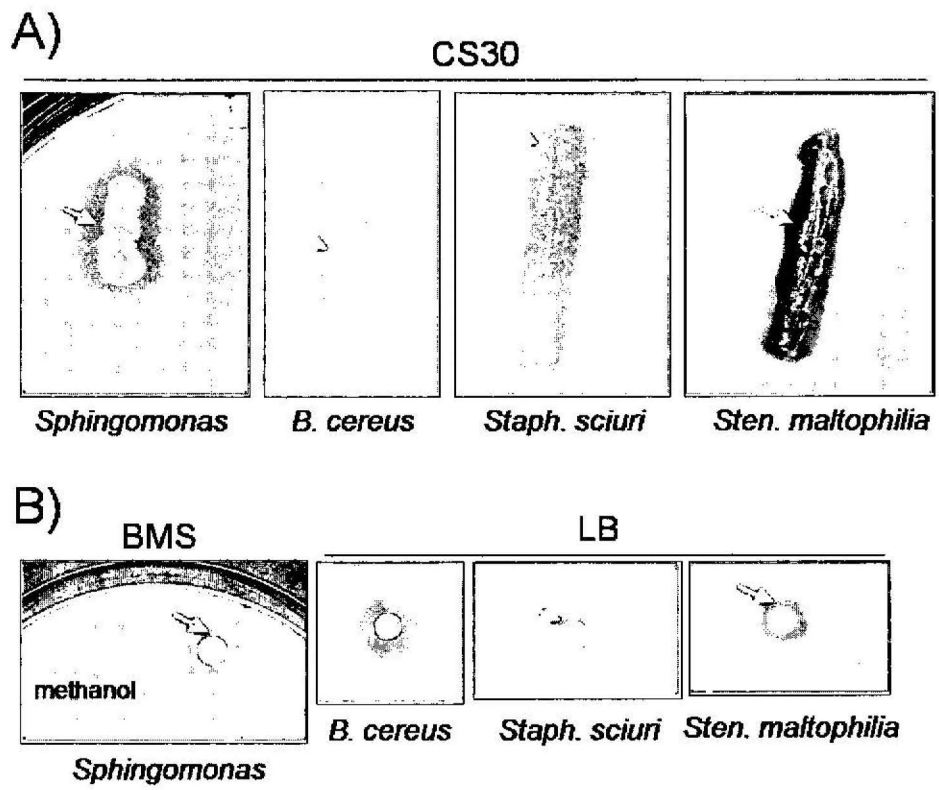 A)
CS30
Sphingomonas
B. cereus
Staph. sciuri
Sten. maltophilia
B)
BMS
LB
methanol
B. cereus
Staph. sciuri
Sten. maltophilia
Sphingomonas